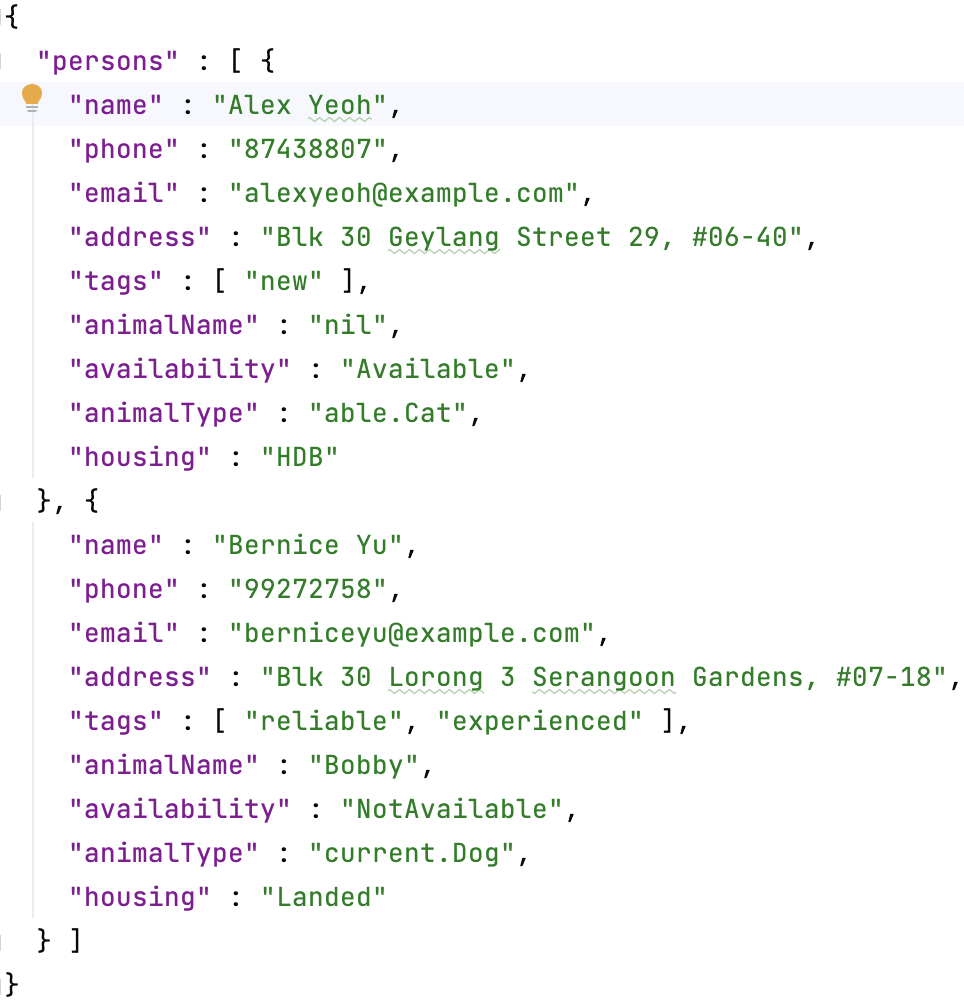 {
  "persons" : [ {
    "name" : "Alex Yeoh",
    "phone" : "87438807",
    "email" : "alexyeoh@example.com",
    "address" : "Blk 30 Geylang Street 29, #06-40",
    "tags" : [ "new" ],
    "animalName" : "nil",
    "availability" : "Available",
    "animalType" : "able.Cat",
    "housing" : "HDB"
  }, {
    "name" : "Bernice Yu",
    "phone" : "99272758",
    "email" : "berniceyu@example.com",
    "address" : "Blk 30 Lorong 3 Serangoon Gardens, #07-18",
    "tags" : [ "reliable", "experienced" ],
    "animalName" : "Bobby",
    "availability" : "NotAvailable",
    "animalType" : "current.Dog",
    "housing" : "Landed"
  } ]
}